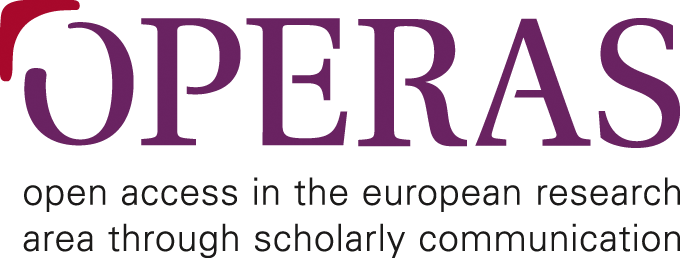 OPERAS
open access in the european research
area through scholarly communication